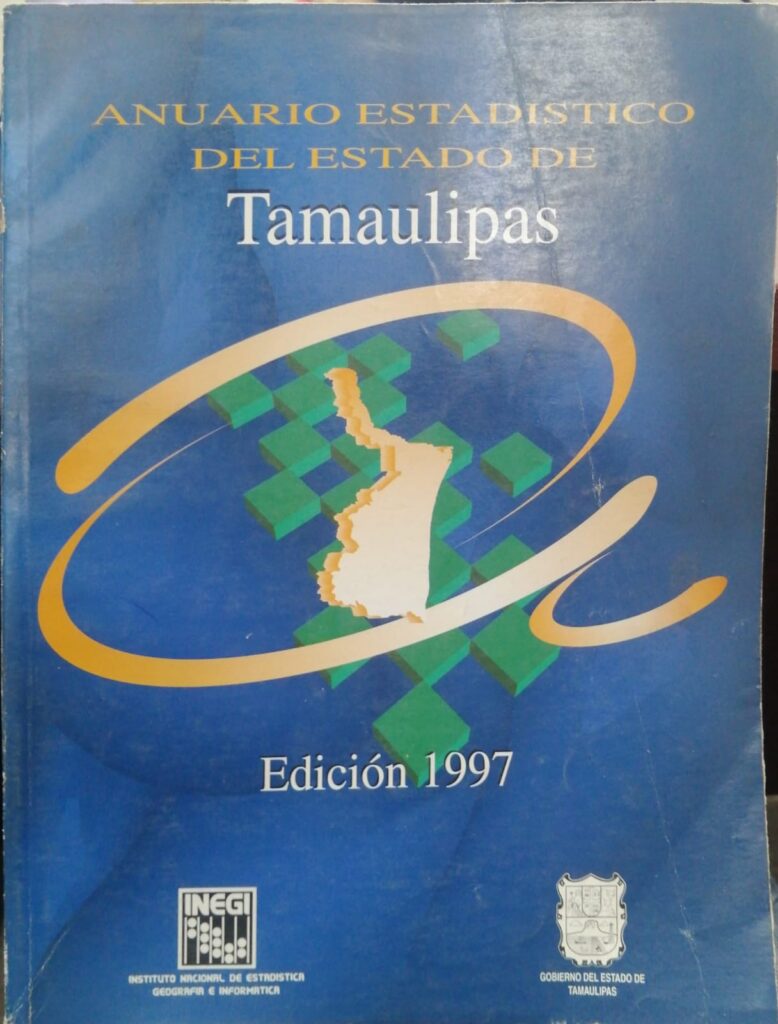 ANUARIO ESTADISTICO
DEL ESTADO DE
Tamaulipas
Edición 1997
INEGI
INSTITUTO NACIONAL DE ESTADISTICA
GEOGRAFIA E INFORMATICA
GOBIERNO DEL ESTADO DE
TAMAULIPAS